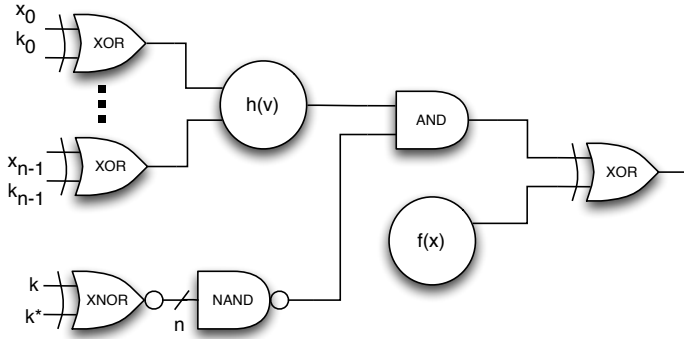 x0
k0
XOR
h(v)
AND
xn-1
kn-1
XOR
XOR
f(x)
k
k*
XNOR
n
NAND